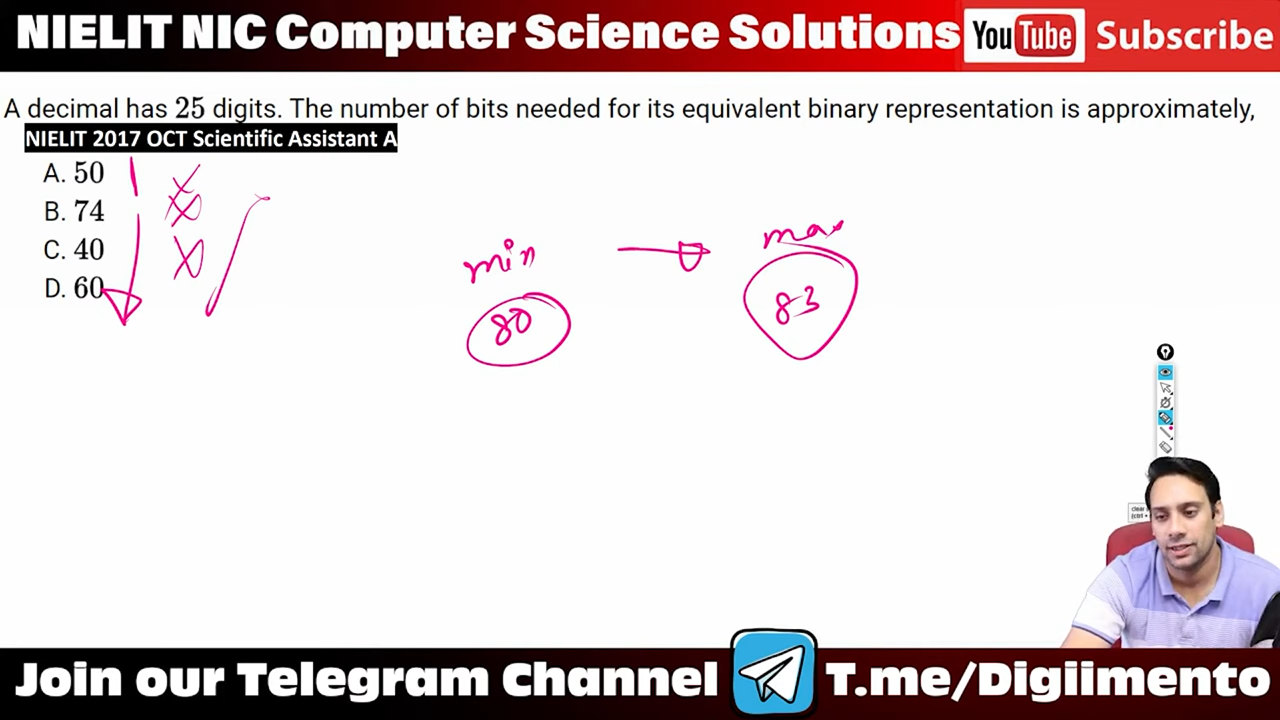 NIELIT NIC Computer Science Solutions YouTube Subscribe
A decimal has 25 digits. The number of bits needed for its equivalent binary representation is approximately,
NIELIT 2017 OCT Scientific Assistant A
A. 50
B. 74
C. 40
D. 60
min
max
80
83
Join our Telegram Channel T.me/Digiimento